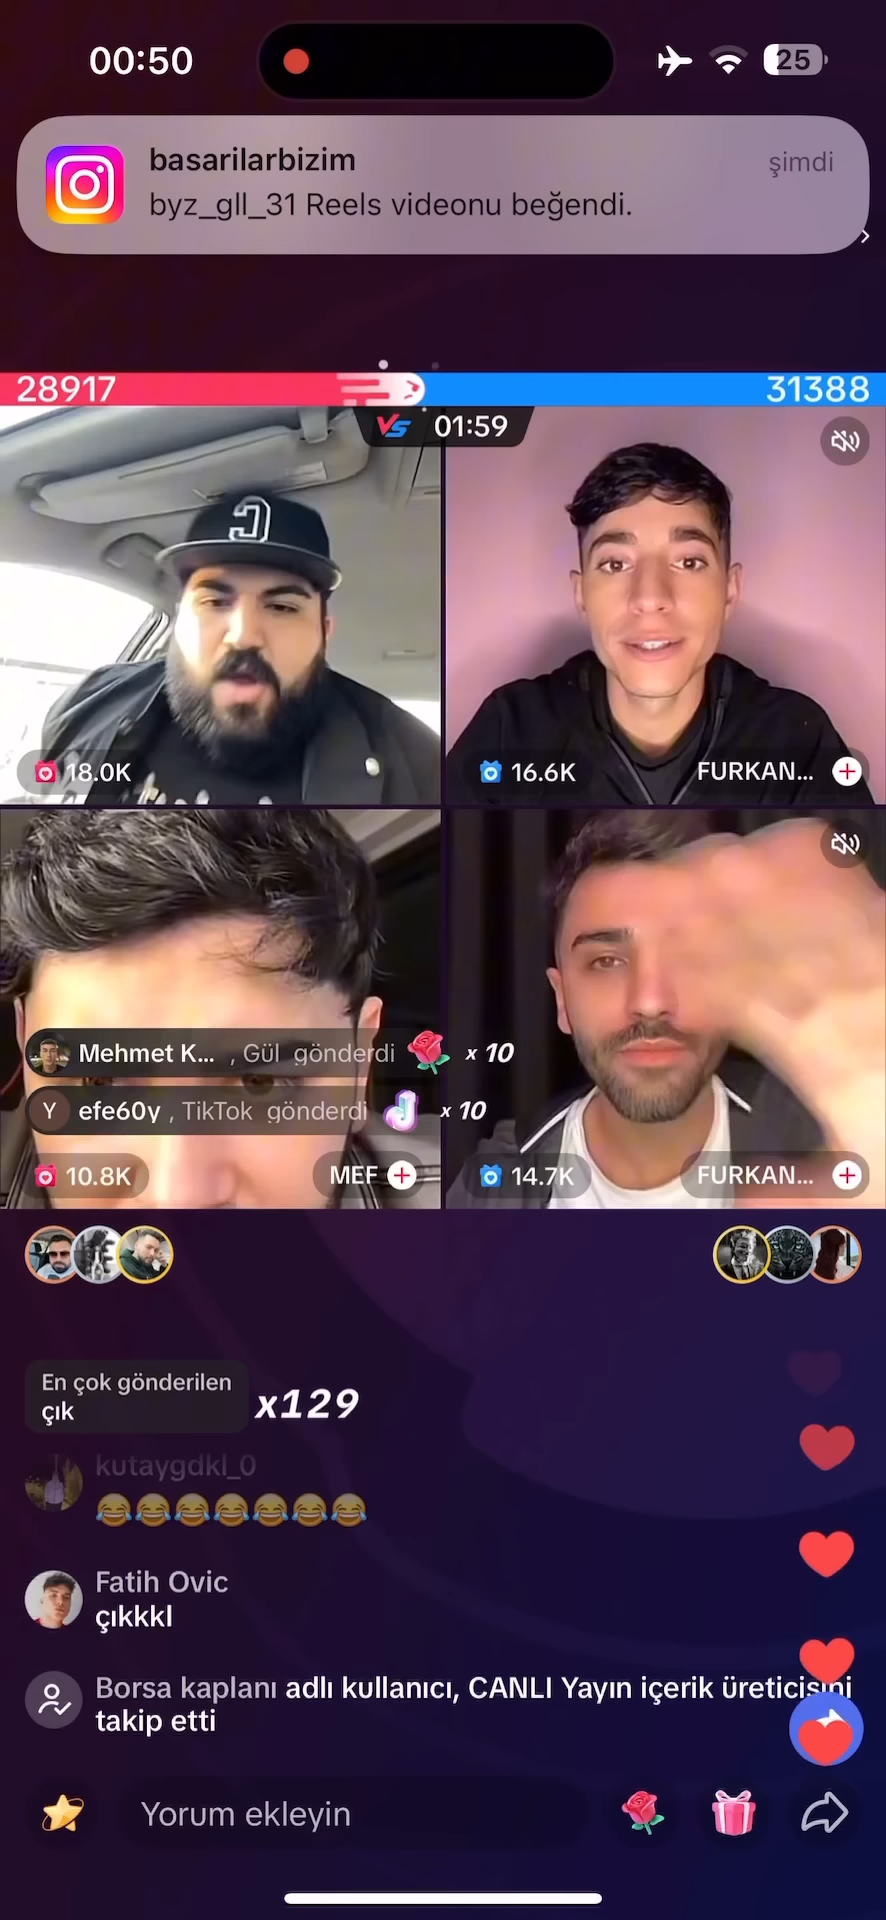 00:50
25
basarilarbizim
şimdi
byz_gll_31 Reels videonu beğendi.
28917
31388
VS 01:59
18.0K
16.6K
FURKAN...
Mehmet K... , Gül gönderdi x 10
Y efe60y , TikTok gönderdi x 10
10.8K
MEF
14.7K
FURKAN...
En çok gönderilen
çık
x129
kutaygdkl_0
Fatih Ovic
çıkkkl
Borsa kaplanı adlı kullanıcı, CANLI Yayın içerik üreticisini
takip etti
Yorum ekleyin